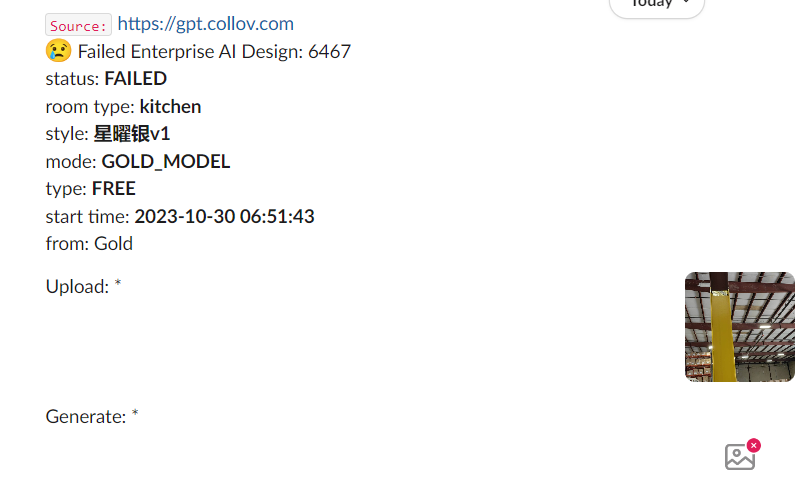 Today
Source: https://gpt.collov.com
😢 Failed Enterprise AI Design: 6467
status: FAILED
room type: kitchen
style: 星曜银v1
mode: GOLD_MODEL
type: FREE
start time: 2023-10-30 06:51:43
from: Gold
Upload: *
Generate: *